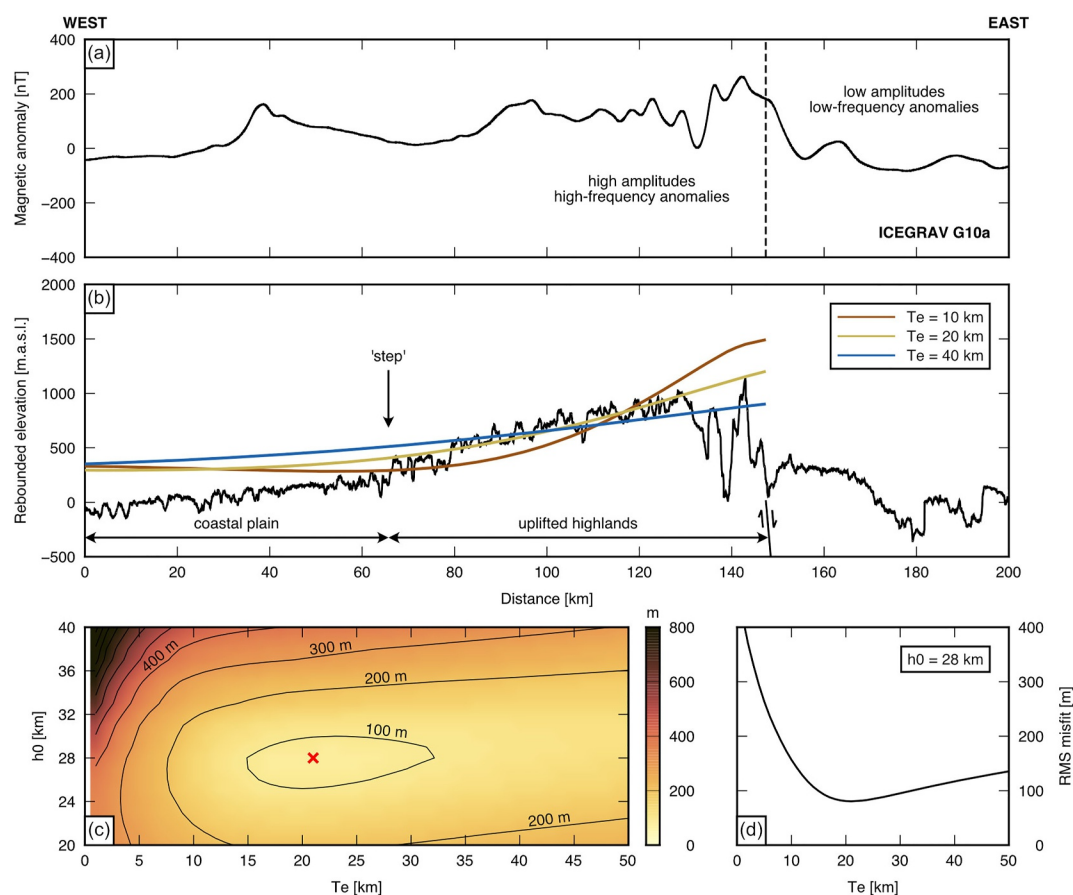 WEST
EAST
(a)
400
200
0
−200
−400
Magnetic anomaly [nT]
low amplitudes
low-frequency anomalies
high amplitudes
high-frequency anomalies
ICEGRAV G10a
(b)
2000
1500
1000
500
0
−500
Rebounded elevation [m.a.s.l.]
Te = 10 km
Te = 20 km
Te = 40 km
'step'
coastal plain
uplifted highlands
0 20 40 60 80 100 120 140 160 180 200
Distance [km]
(c)
40
36
32
28
24
20
h0 [km]
400 m
300 m
200 m
100 m
200 m
0 5 10 15 20 25 30 35 40 45 50
Te [km]
m
800
600
400
200
0
(d)
h0 = 28 km
400
300
200
100
0
RMS misfit [m]
0 10 20 30 40 50
Te [km]